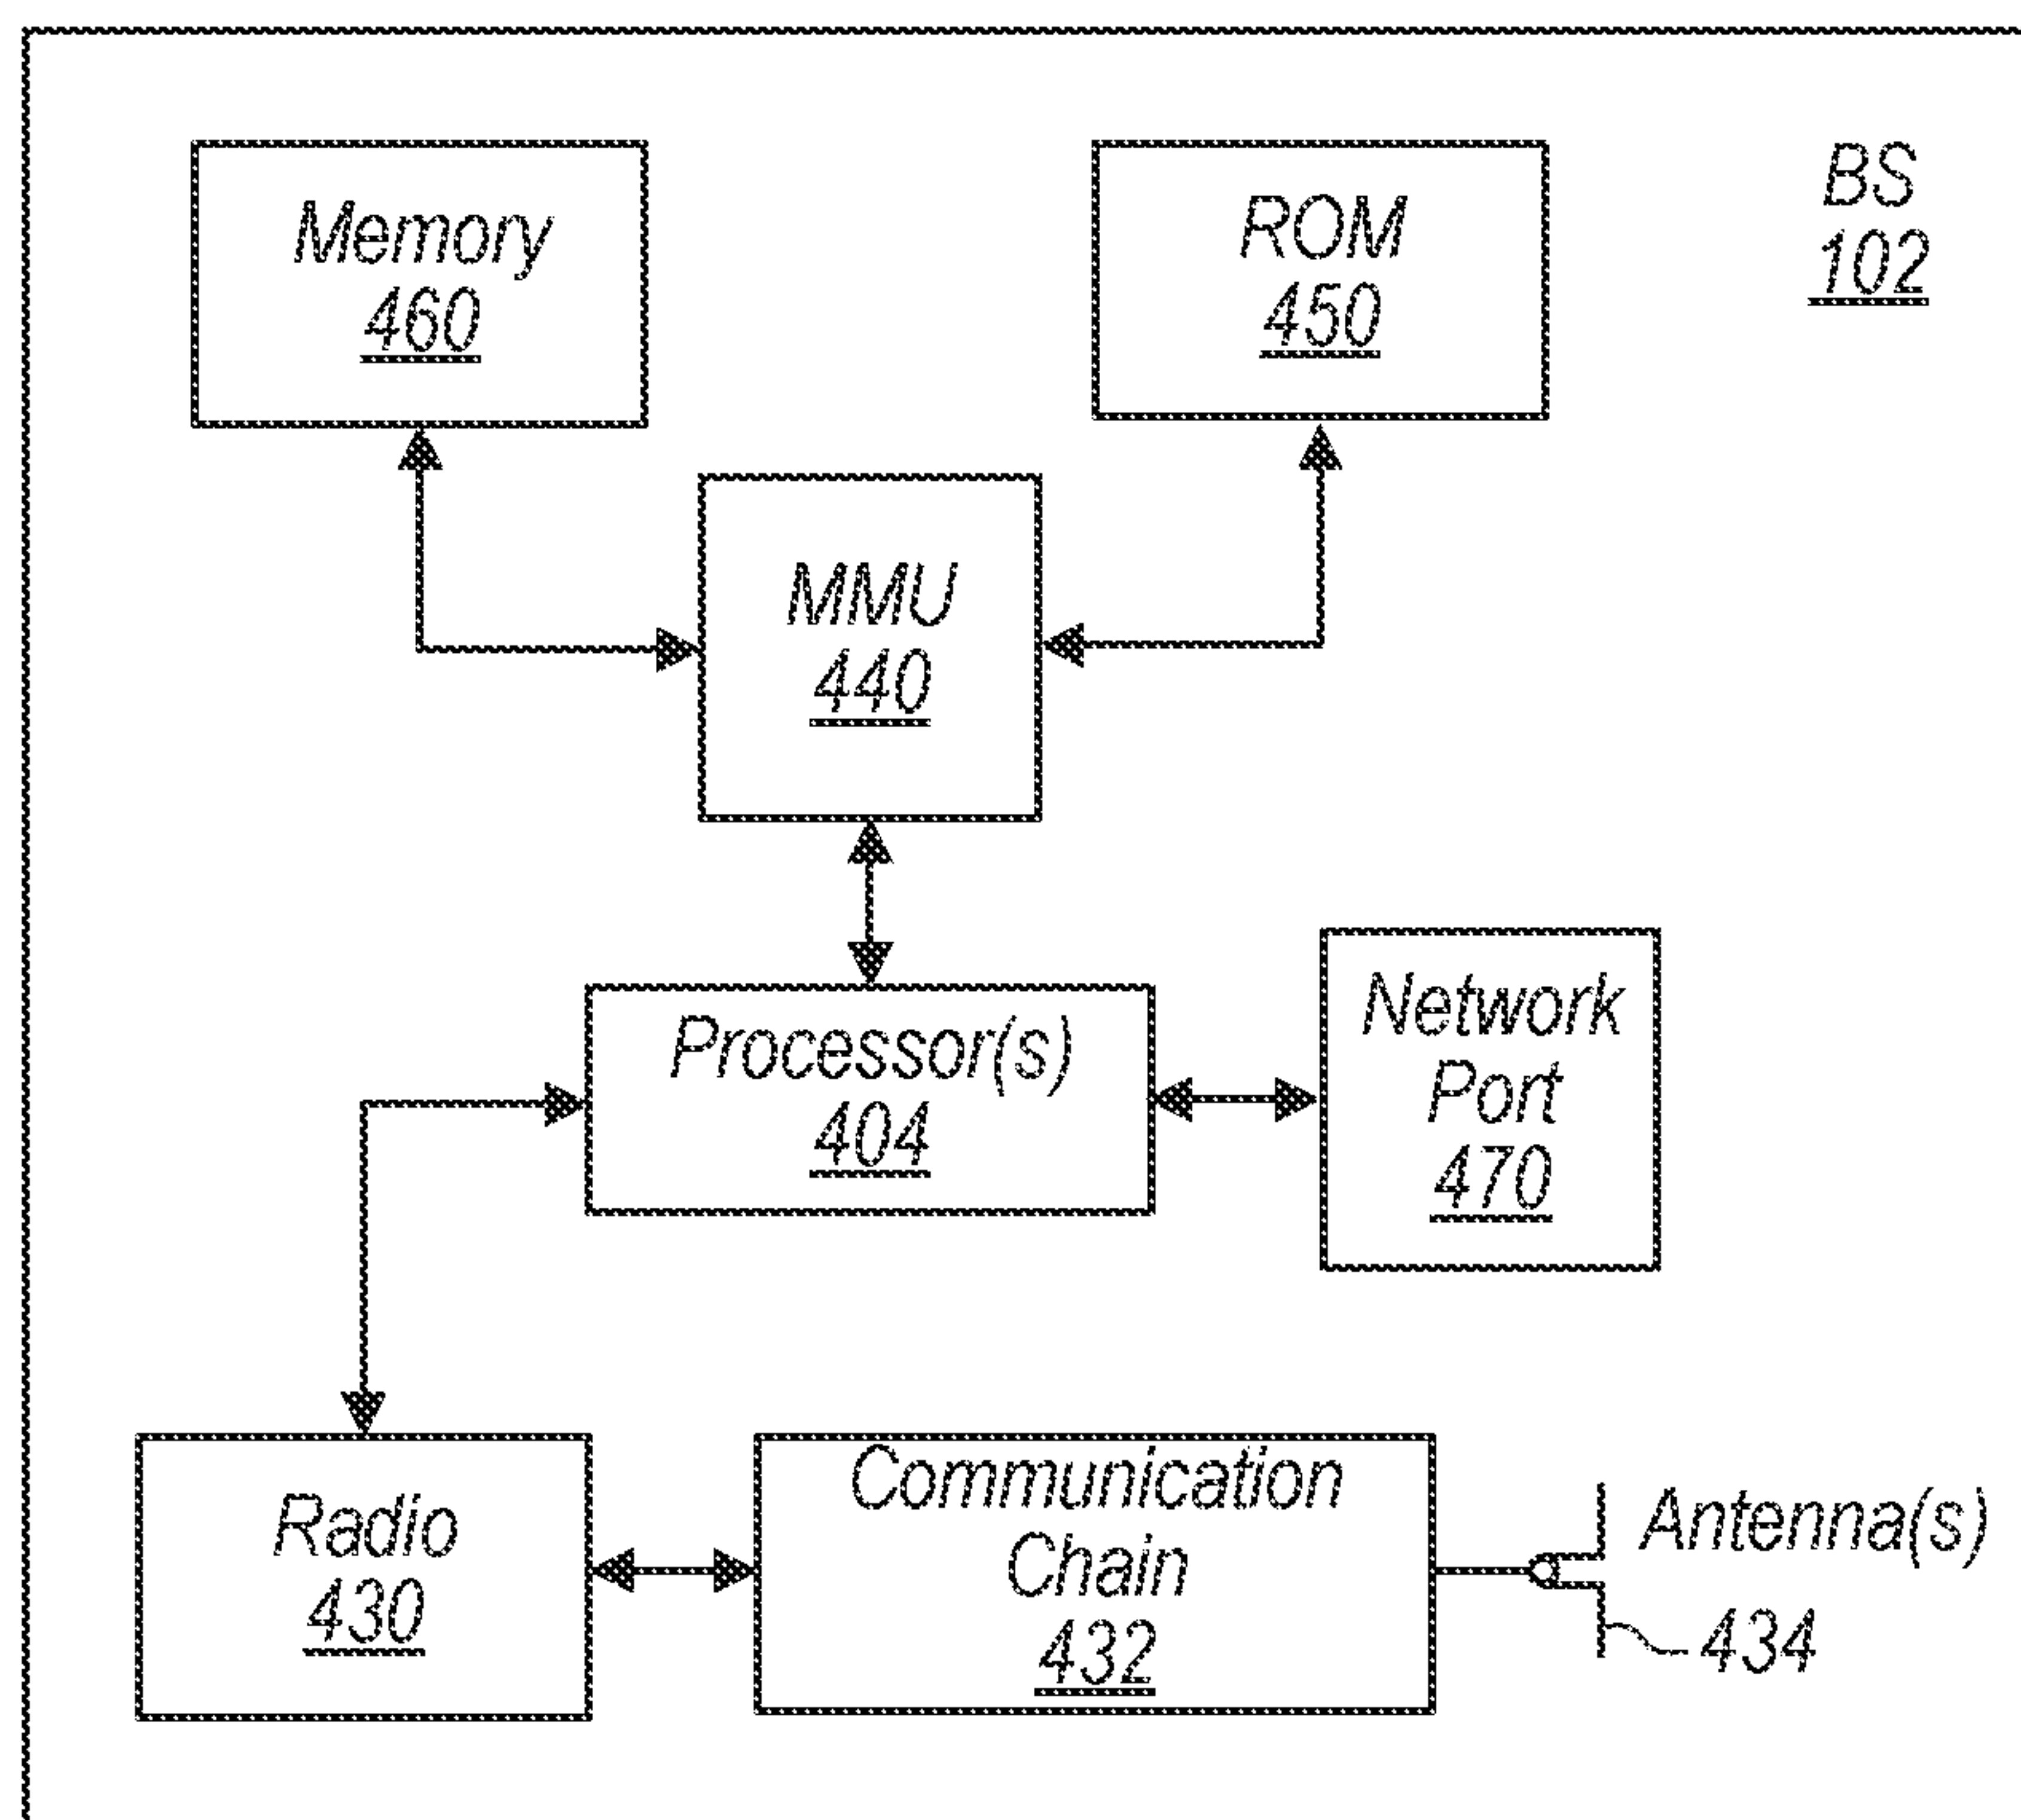 BS
102
Memory
460
ROM
450
MMU
440
Processor(s)
404
Network
Port
470
Radio
430
Communication
Chain
432
Antenna(s)
434